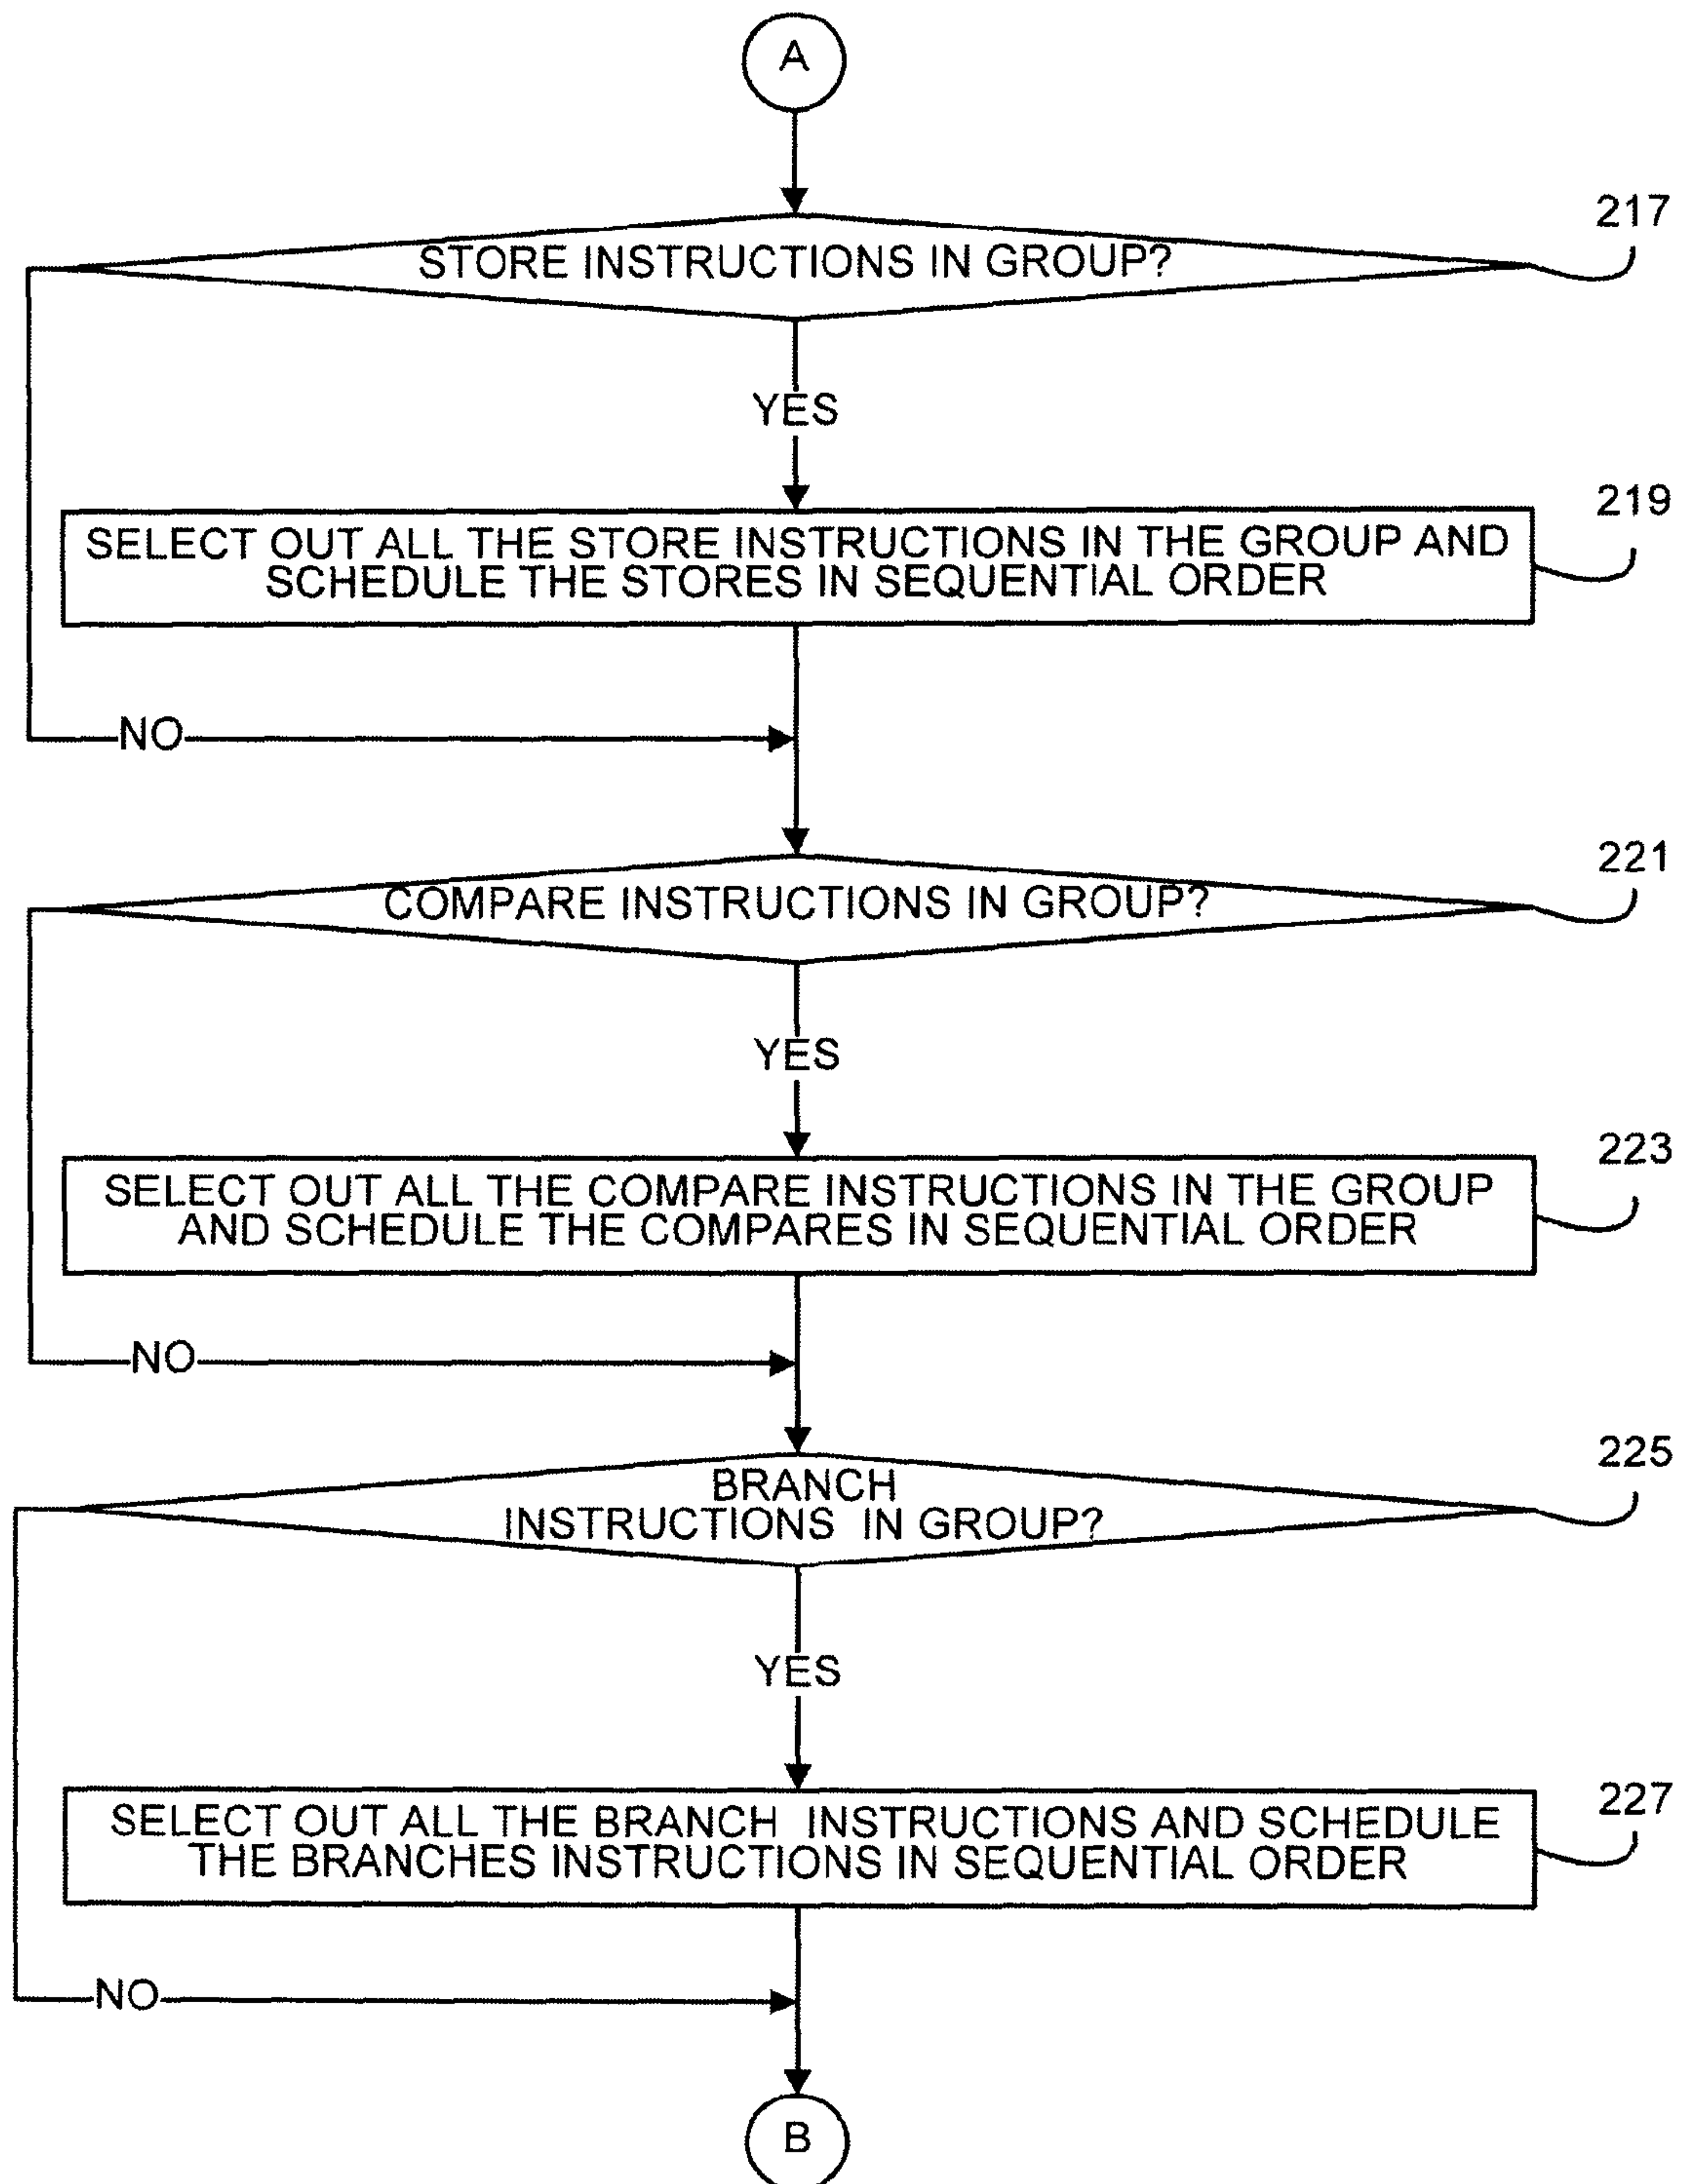 A
217
STORE INSTRUCTIONS IN GROUP?
YES
219
SELECT OUT ALL THE STORE INSTRUCTIONS IN THE GROUP AND
SCHEDULE THE STORES IN SEQUENTIAL ORDER
NO
221
COMPARE INSTRUCTIONS IN GROUP?
YES
223
SELECT OUT ALL THE COMPARE INSTRUCTIONS IN THE GROUP
AND SCHEDULE THE COMPARES IN SEQUENTIAL ORDER
NO
225
BRANCH
INSTRUCTIONS IN GROUP?
YES
227
SELECT OUT ALL THE BRANCH INSTRUCTIONS AND SCHEDULE
THE BRANCHES INSTRUCTIONS IN SEQUENTIAL ORDER
NO
B